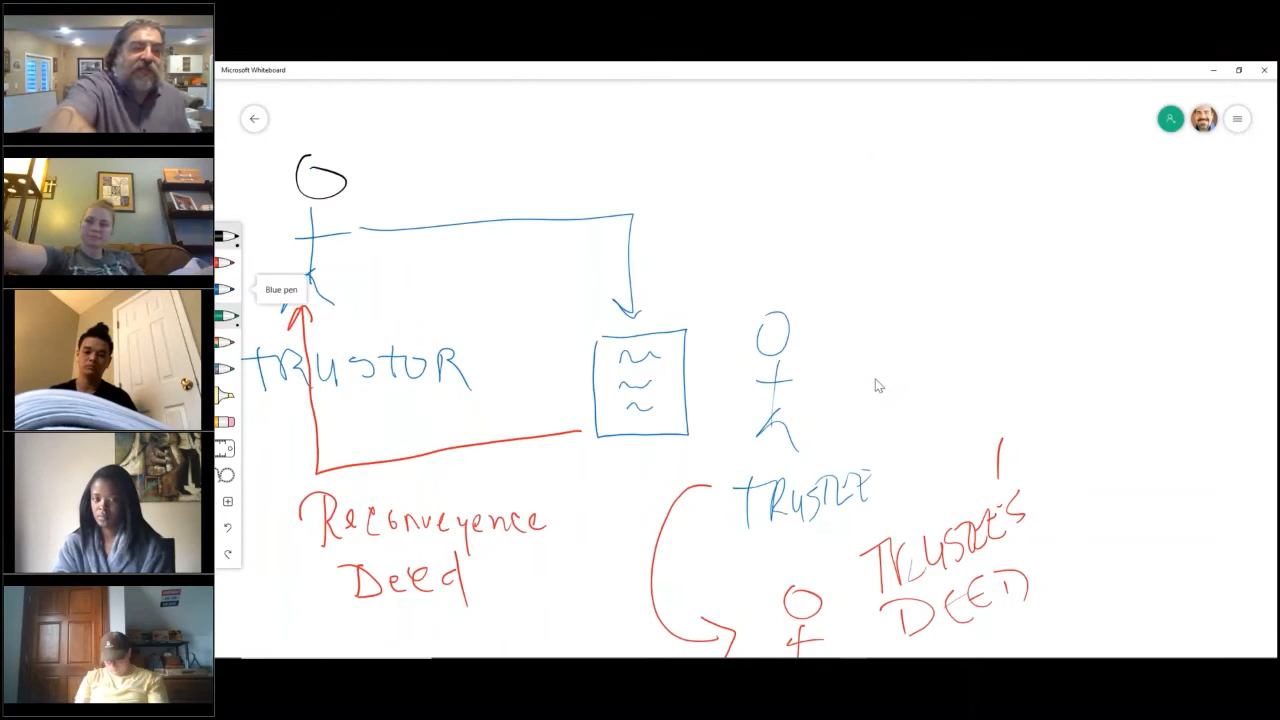 Microsoft Whiteboard
Blue pen
TRUSTOR
TRUSTEE
Reconveyence
Deed
TRUSTEE'S
DEED